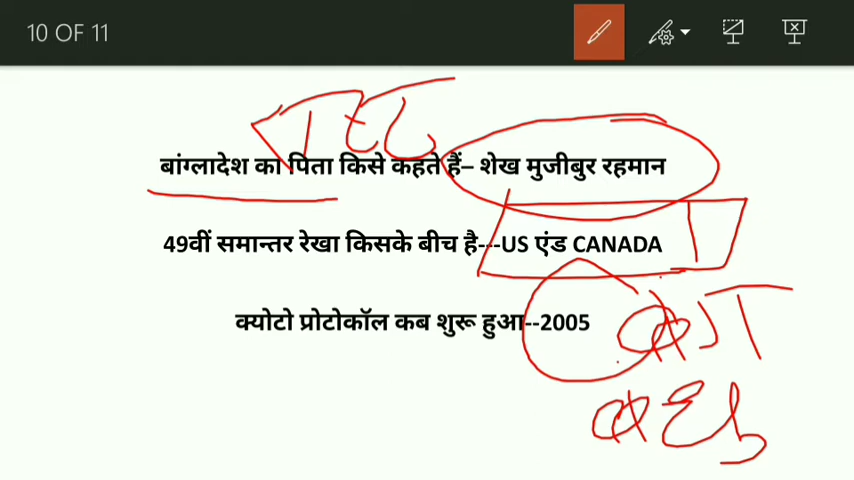 10 OF 11
बांग्लादेश का पिता किसे कहते हैं– शेख मुजीबुर रहमान
49वीं समान्तर रेखा किसके बीच है---US एंड CANADA
क्योटो प्रोटोकॉल कब शुरू हुआ--2005